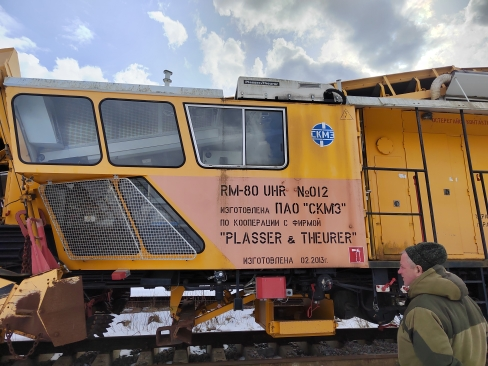 СКМЗ
RM-80 UHR №012
ИЗГОТОВЛЕНА ПАО "СКМЗ"
ПО КООПЕРАЦИИ С ФИРМОЙ
"PLASSER & THEURER"
ИЗГОТОВЛЕНА 02.2013г.